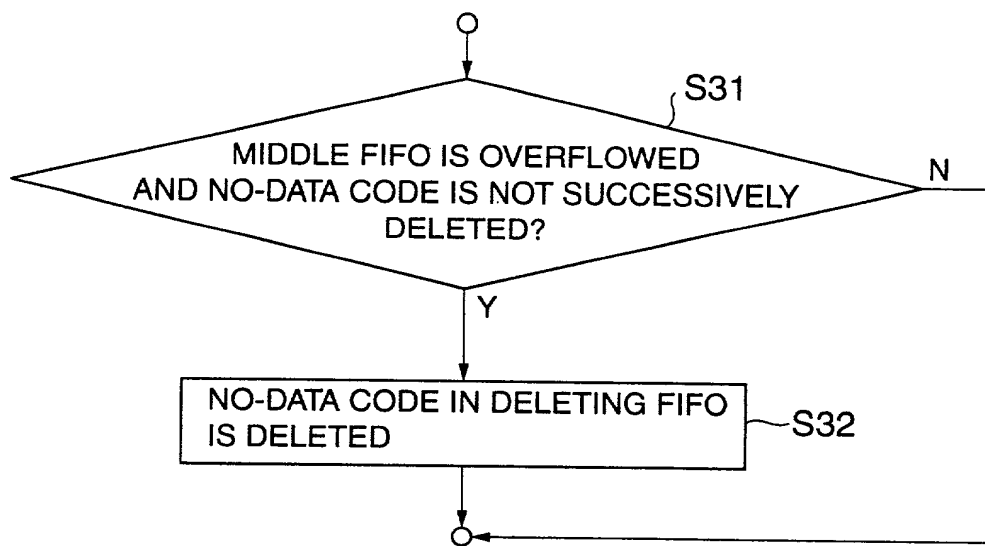 S31
MIDDLE FIFO IS OVERFLOWED
AND NO-DATA CODE IS NOT SUCCESSIVELY
DELETED?
N
Y
NO-DATA CODE IN DELETING FIFO
IS DELETED
S32